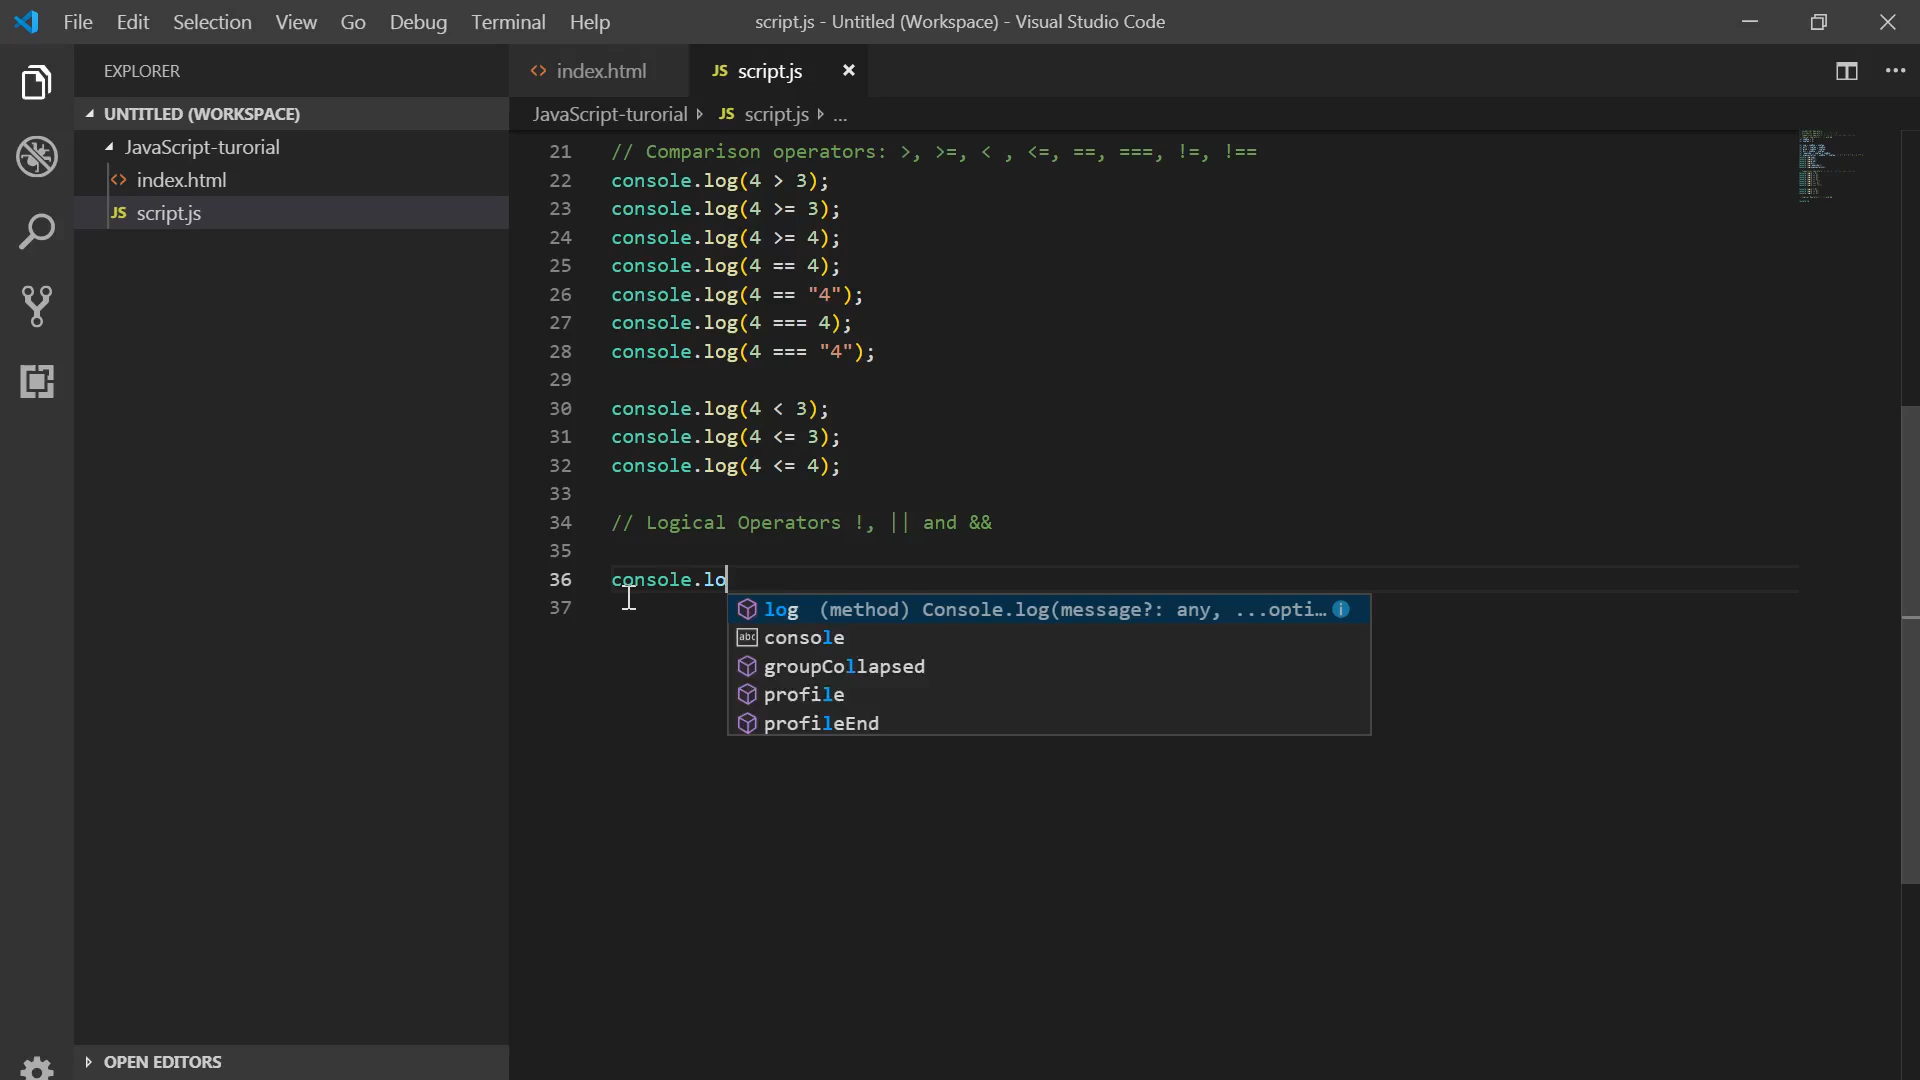 File Edit Selection View Go Debug Terminal Help
script.js - Untitled (Workspace) - Visual Studio Code
EXPLORER
UNTITLED (WORKSPACE)
JavaScript-turorial
index.html
JS script.js
OPEN EDITORS
index.html
JS script.js
JavaScript-turorial JS script.js ...
21 // Comparison operators: >, >=, < , <=, ==, ===, !=, !==
22 console.log(4 > 3);
23 console.log(4 >= 3);
24 console.log(4 >= 4);
25 console.log(4 == 4);
26 console.log(4 == "4");
27 console.log(4 === 4);
28 console.log(4 === "4");
29
30 console.log(4 < 3);
31 console.log(4 <= 3);
32 console.log(4 <= 4);
33
34 // Logical Operators !, || and &&
35
36 console.lo
37
log (method) Console.log(message?: any, ...opti…
abc console
groupCollapsed
profile
profileEnd